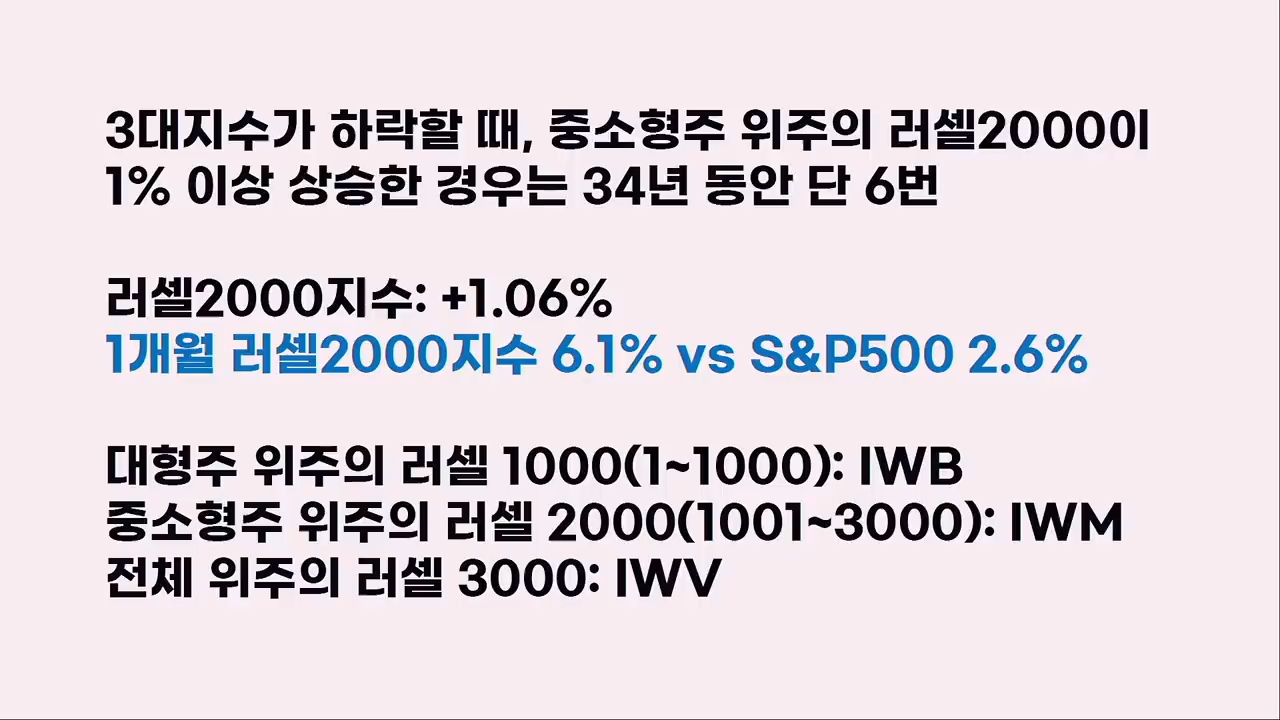 3대지수가 하락할 때, 중소형주 위주의 러셀2000이
1% 이상 상승한 경우는 34년 동안 단 6번
러셀2000지수: +1.06%
1개월 러셀2000지수 6.1% vs S&P500 2.6%
대형주 위주의 러셀 1000(1~1000): IWB
중소형주 위주의 러셀 2000(1001~3000): IWM
전체 위주의 러셀 3000: IWV